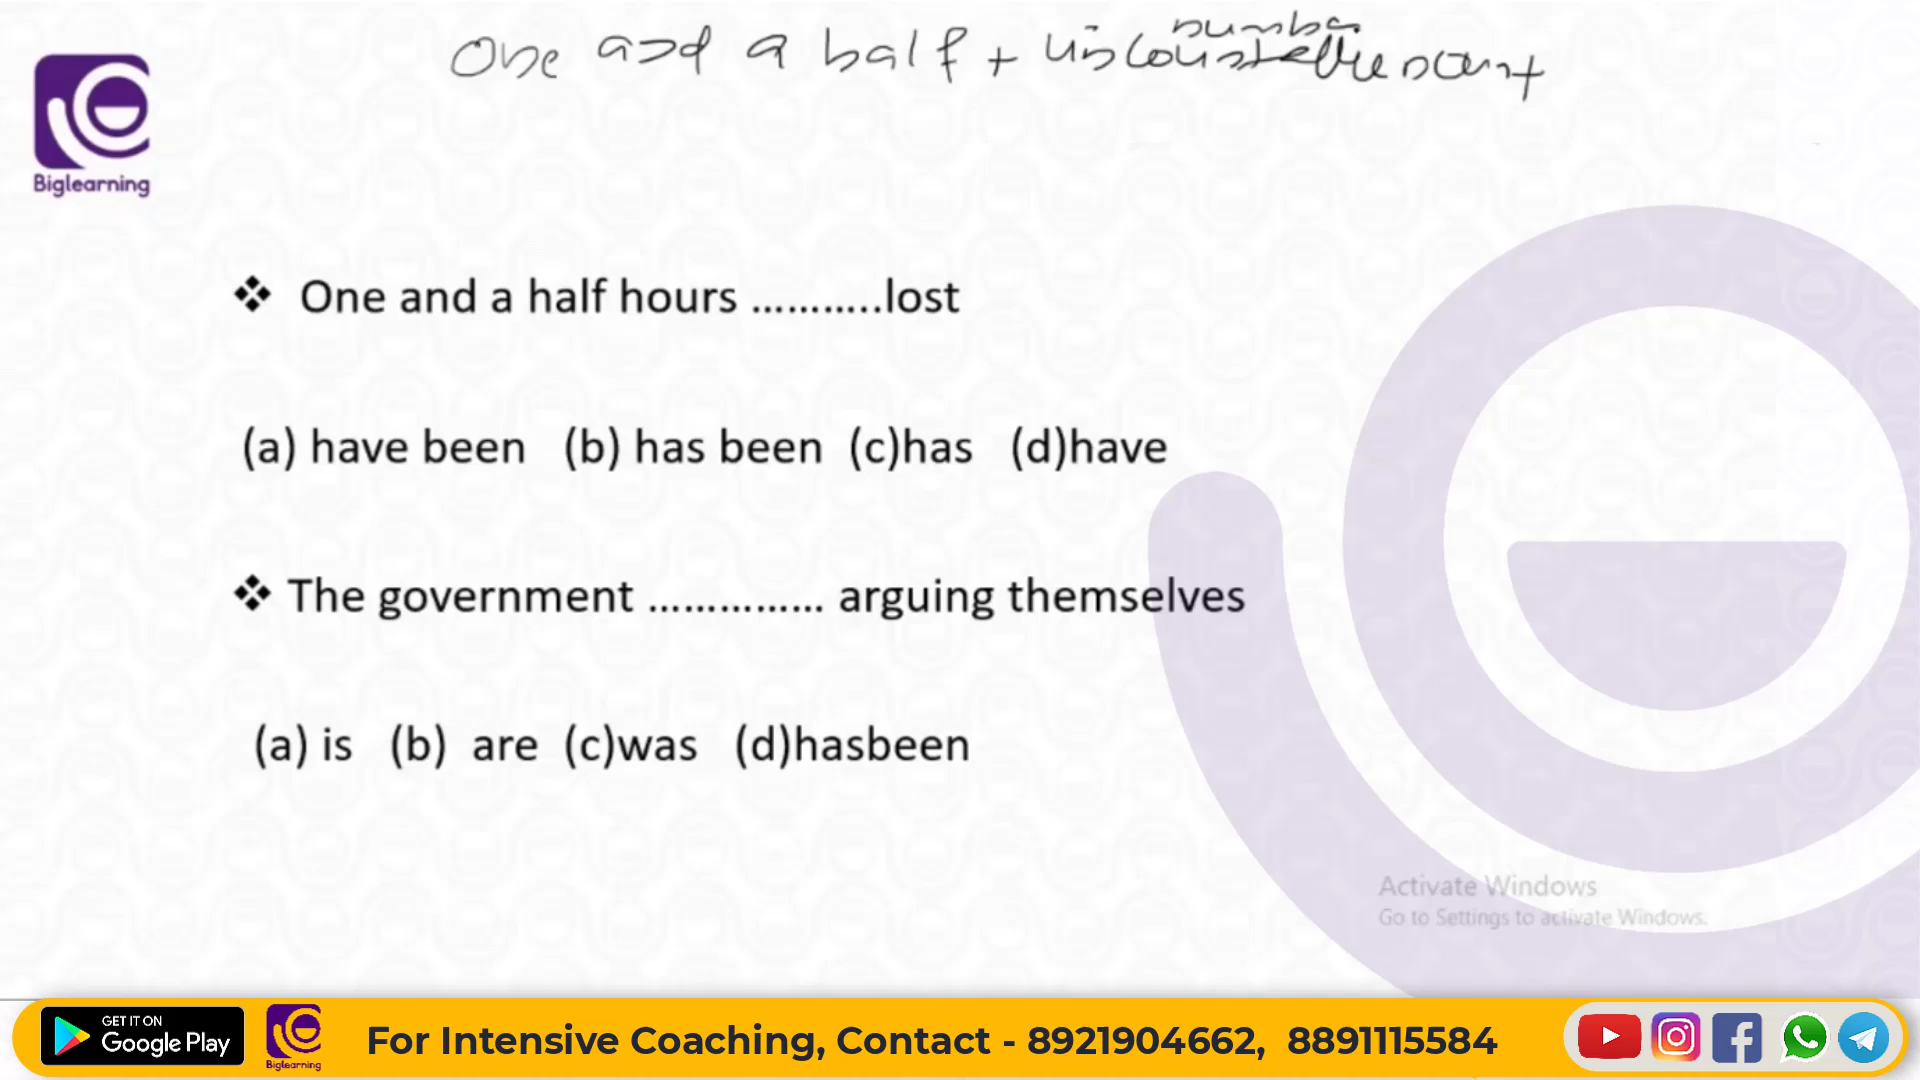 One and a half + uncountable noun
number
Biglearning
❖ One and a half hours ………..lost
(a) have been (b) has been (c)has (d)have
❖ The government …………… arguing themselves
(a) is (b) are (c)was (d)hasbeen
Activate Windows
Go to Settings to activate Windows.
GET IT ON
Google Play
Biglearning
For Intensive Coaching, Contact - 8921904662, 8891115584